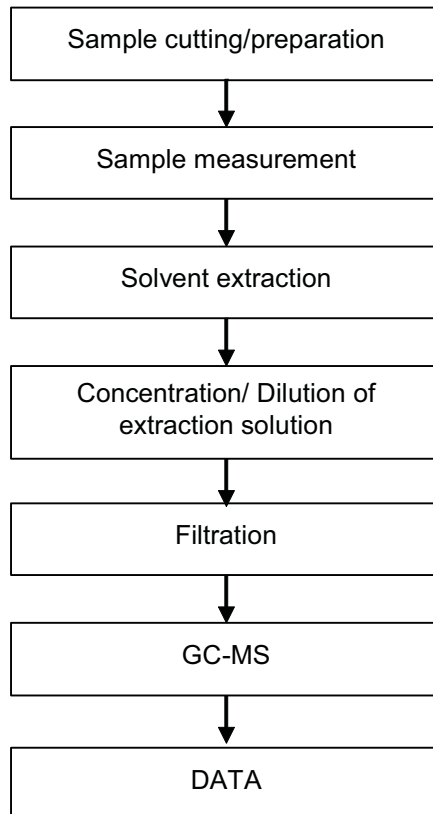 Sample cutting/preparation
Sample measurement
Solvent extraction
Concentration/ Dilution of
extraction solution
Filtration
GC-MS
DATA